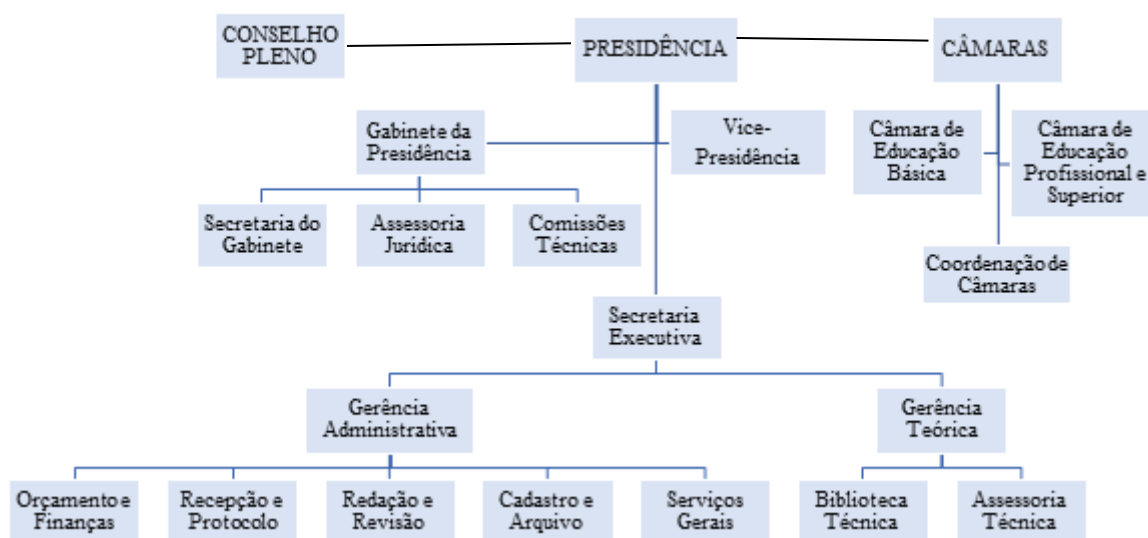 CONSELHO
PLENO
PRESIDÊNCIA
CÂMARAS
Gabinete da
Presidência
Vice-
Presidência
Câmara de
Educação
Básica
Câmara de
Educação
Profissional e
Superior
Secretaria do
Gabinete
Assessoria
Jurídica
Comissões
Técnicas
Coordenação de
Câmaras
Secretaria
Executiva
Gerência
Administrativa
Gerência
Teórica
Orçamento e
Finanças
Recepção e
Protocolo
Redação e
Revisão
Cadastro e
Arquivo
Serviços
Gerais
Biblioteca
Técnica
Assessoria
Técnica